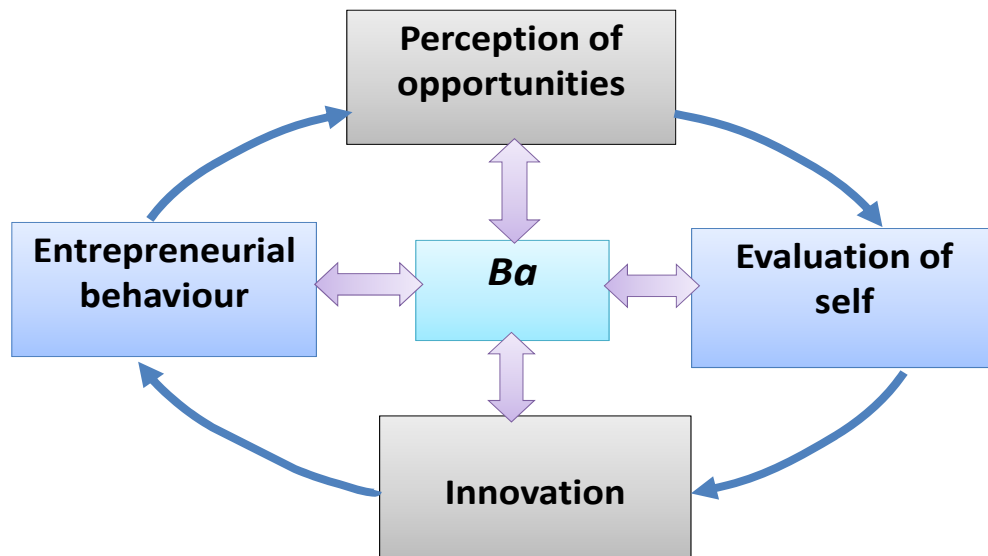 Perception of
opportunities
Entrepreneurial
behaviour
Ba
Evaluation of
self
Innovation